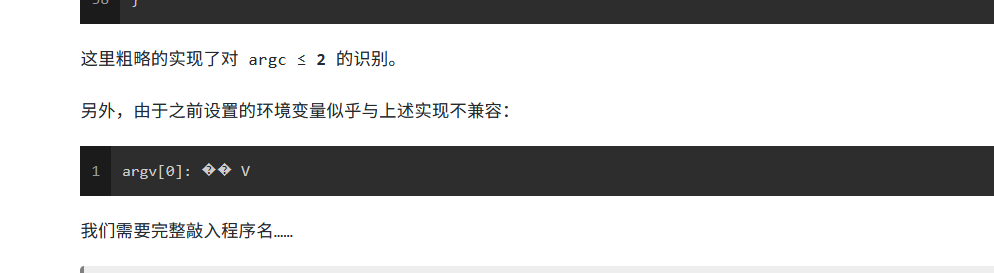 这里粗略的实现了对 argc ≤ 2 的识别。
另外，由于之前设置的环境变量似乎与上述实现不兼容：
1 argv[0]: �� V
我们需要完整敲入程序名……